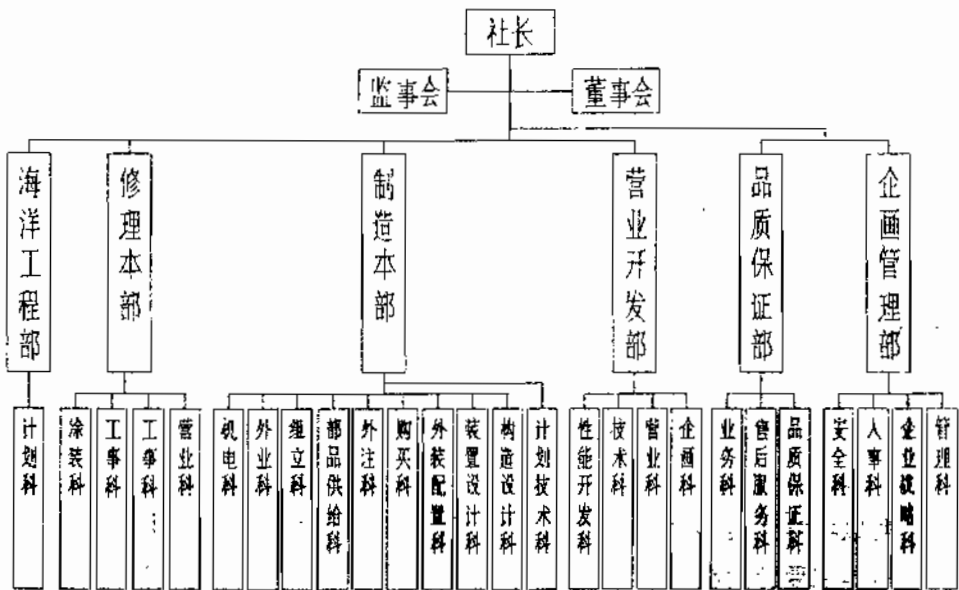 社长
监事会
董事会
海洋工程部
修理本部
制造本部
营业开发部
品质保证部
企画管理部
计划科
涂装科
工事科
工事科
营业科
机电科
外业科
组立科
部品供给科
外注科
购买科
外装配置科
装置设计科
构造设计科
计划技术科
性能开发科
技术科
营业科
企画科
业务科
售后服务科
品质保证科
安全科
人事科
企业战略科
管理科